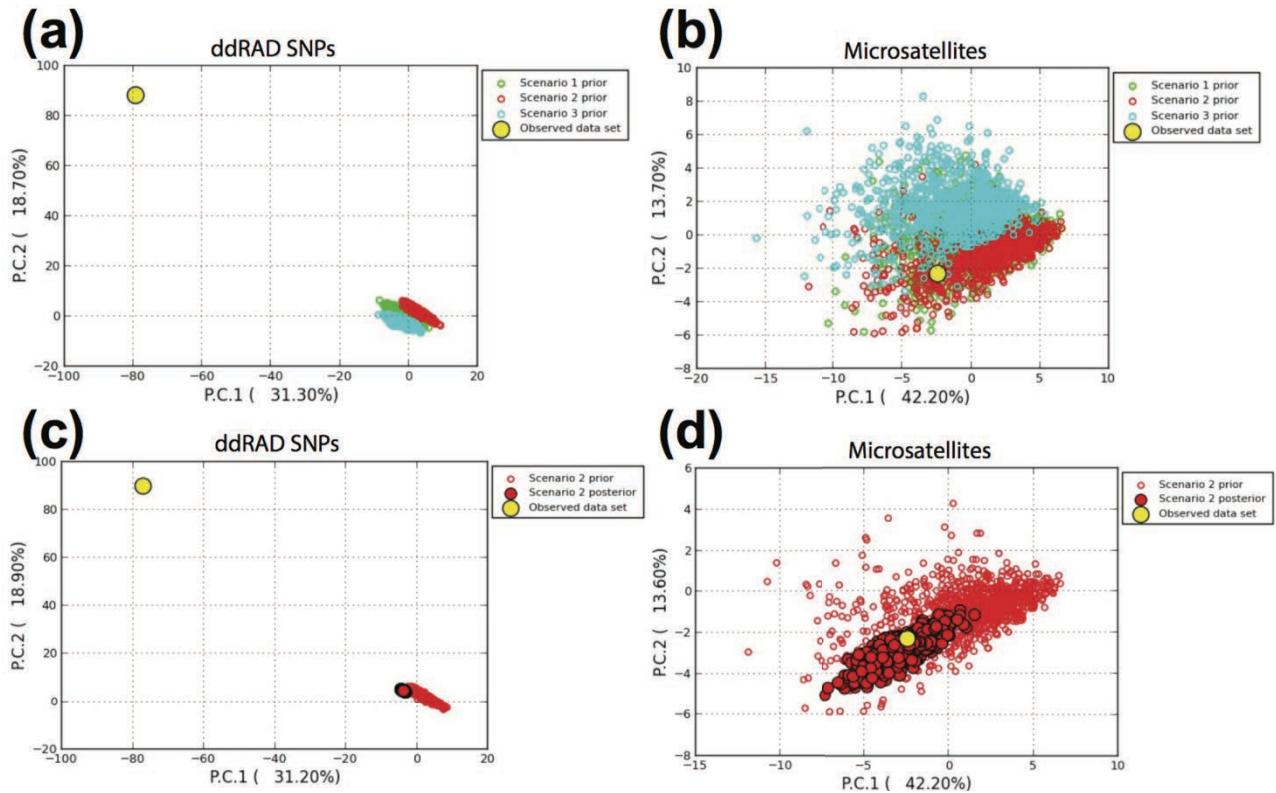 (a)
ddRAD SNPs
100
80
60
40
20
0
−20
−100
−80
−60
−40
−20
0
20
P.C.2 ( 18.70%)
P.C.1 ( 31.30%)
Scenario 1 prior
Scenario 2 prior
Scenario 3 prior
Observed data set
(b)
Microsatellites
10
8
6
4
2
0
−2
−4
−6
−8
−20
−15
−10
−5
0
5
10
P.C.2 ( 13.70%)
P.C.1 ( 42.20%)
Scenario 1 prior
Scenario 2 prior
Scenario 3 prior
Observed data set
(c)
ddRAD SNPs
100
80
60
40
20
0
−20
−100
−80
−60
−40
−20
0
20
P.C.2 ( 18.90%)
P.C.1 ( 31.20%)
Scenario 2 prior
Scenario 2 posterior
Observed data set
(d)
Microsatellites
6
4
2
0
−2
−4
−6
−8
−15
−10
−5
0
5
10
P.C.2 ( 13.60%)
P.C.1 ( 42.20%)
Scenario 2 prior
Scenario 2 posterior
Observed data set